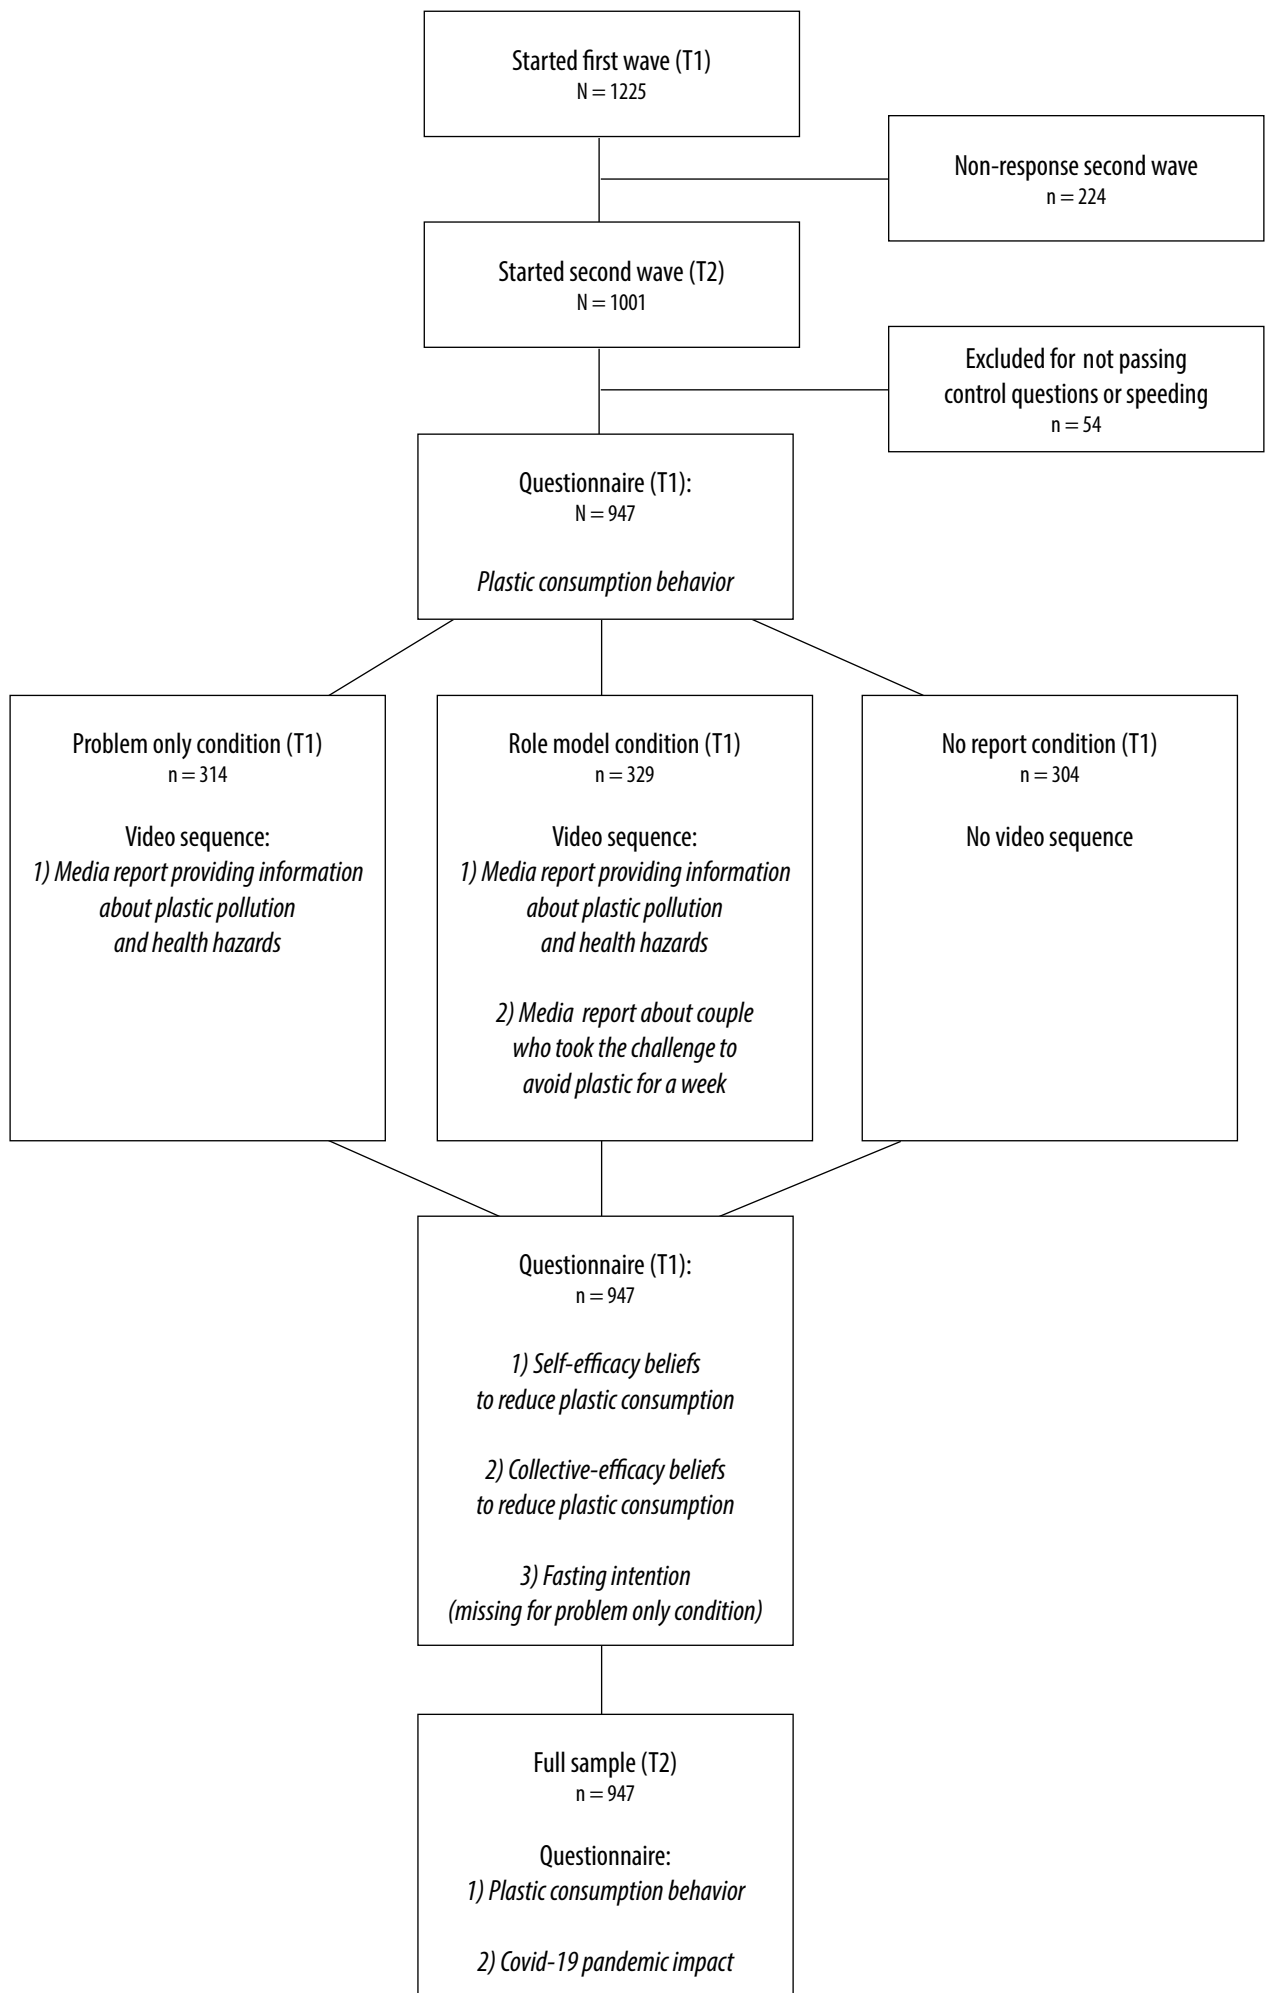 Started first wave (T1)
N = 1225
Non-response second wave
n = 224
Started second wave (T2)
N = 1001
Excluded for not passing
control questions or speeding
n = 54
Questionnaire (T1):
N = 947
Plastic consumption behavior
Problem only condition (T1)
n = 314
Video sequence:
1) Media report providing information
about plastic pollution
and health hazards
Role model condition (T1)
n = 329
Video sequence:
1) Media report providing information
about plastic pollution
and health hazards
2) Media report about couple
who took the challenge to
avoid plastic for a week
No report condition (T1)
n = 304
No video sequence
Questionnaire (T1):
n = 947
1) Self-efficacy beliefs
to reduce plastic consumption
2) Collective-efficacy beliefs
to reduce plastic consumption
3) Fasting intention
(missing for problem only condition)
Full sample (T2)
n = 947
Questionnaire:
1) Plastic consumption behavior
2) Covid-19 pandemic impact